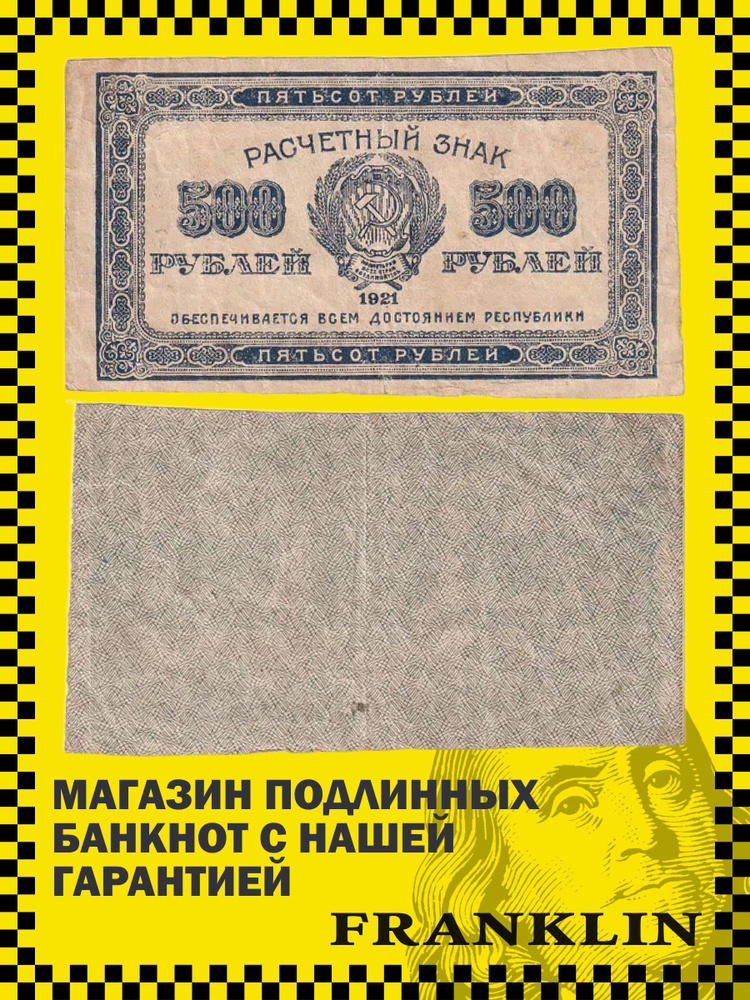 ПЯТЬСОТ РУБЛЕЙ
РАСЧЕТНЫЙ ЗНАК
500 500
РУБЛЕЙ РУБЛЕЙ
1921
ОБЕСПЕЧИВАЕТСЯ ВСЕМ ДОСТОЯНИЕМ РЕСПУБЛИКИ
ПЯТЬСОТ РУБЛЕЙ
МАГАЗИН ПОДЛИННЫХ
БАНКНОТ С НАШЕЙ
ГАРАНТИЕЙ
FRANKLIN